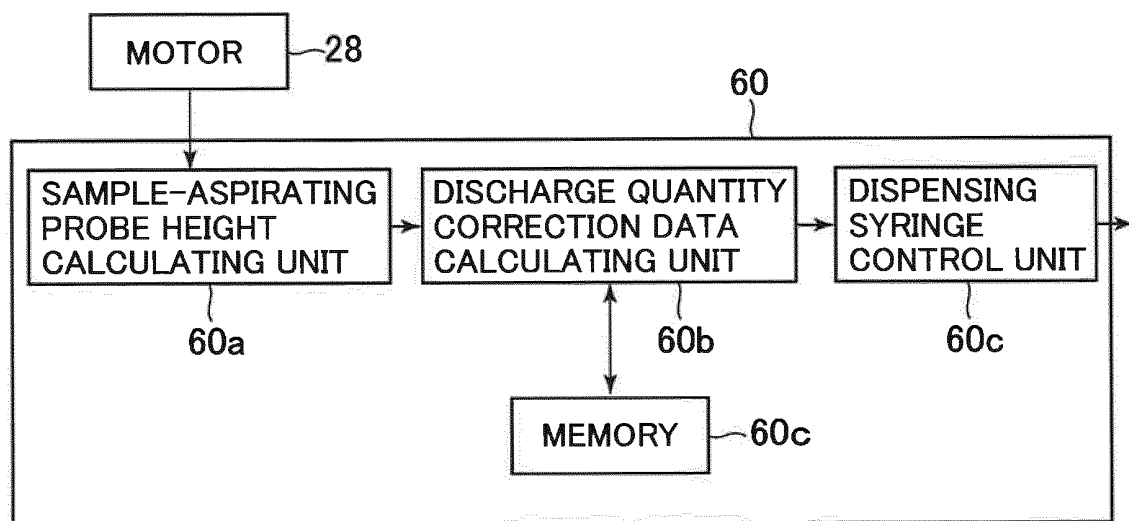 MOTOR
28
60
SAMPLE-ASPIRATING
PROBE HEIGHT
CALCULATING UNIT
DISCHARGE QUANTITY
CORRECTION DATA
CALCULATING UNIT
DISPENSING
SYRINGE
CONTROL UNIT
60a
60b
60c
MEMORY
60c